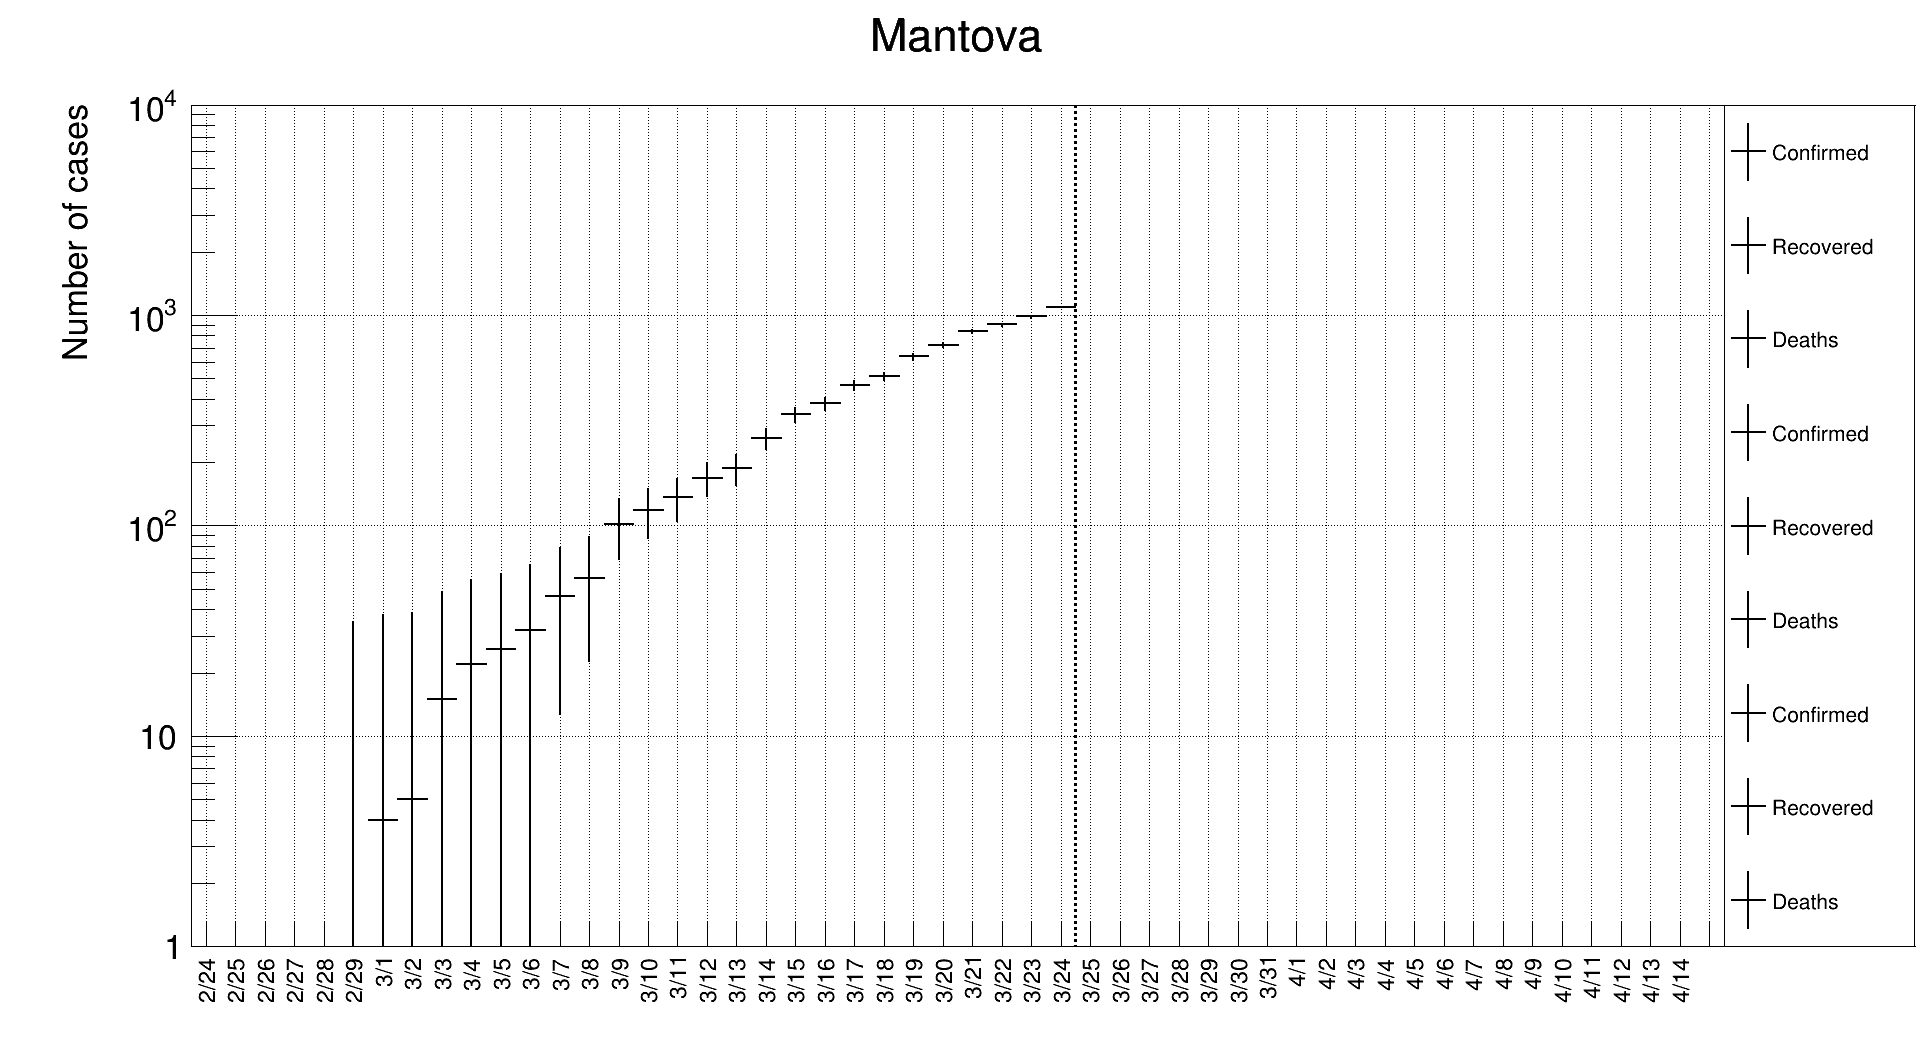 Mantova
Number of cases
10^4
10^3
10^2
10
1
2/24 2/25 2/26 2/27 2/28 2/29 3/1 3/2 3/3 3/4 3/5 3/6 3/7 3/8 3/9 3/10 3/11 3/12 3/13 3/14 3/15 3/16 3/17 3/18 3/19 3/20 3/21 3/22 3/23 3/24 3/25 3/26 3/27 3/28 3/29 3/30 3/31 4/1 4/2 4/3 4/4 4/5 4/6 4/7 4/8 4/9 4/10 4/11 4/12 4/13 4/14
Confirmed
Recovered
Deaths
Confirmed
Recovered
Deaths
Confirmed
Recovered
Deaths